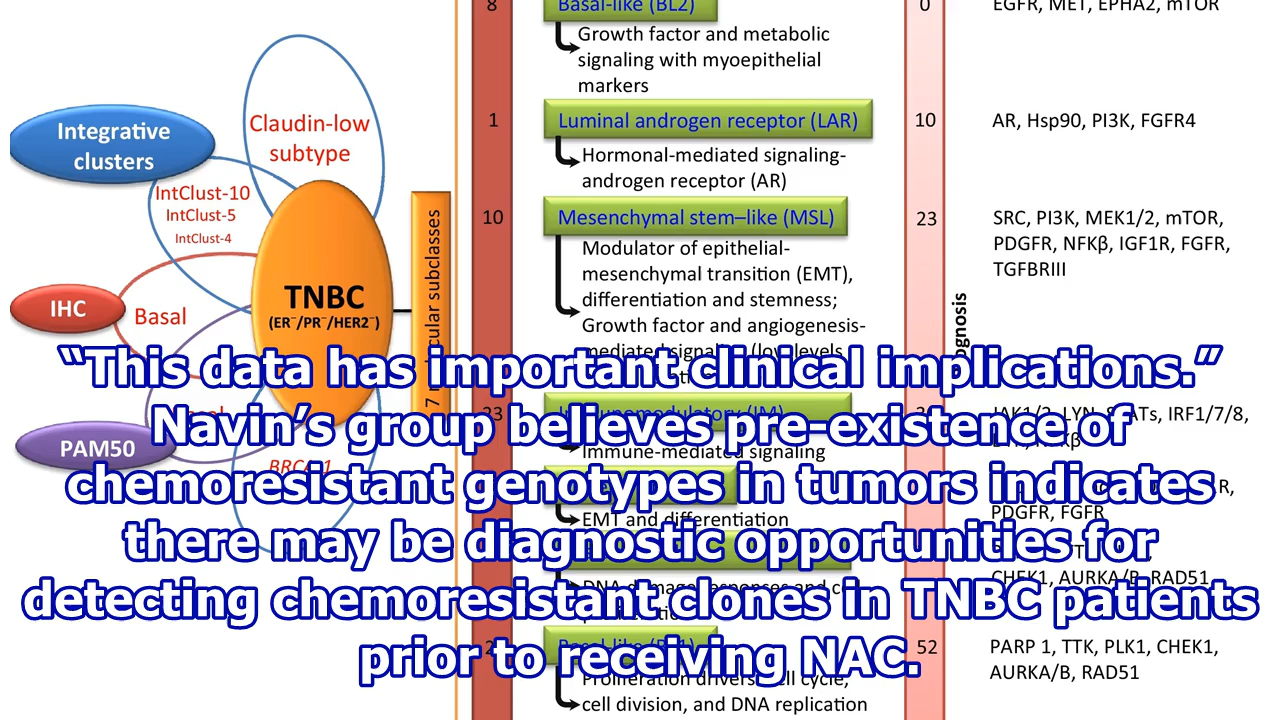 8
Basal-like (BL2)
0
EGFR, MET, EPHA2, mTOR
Growth factor and metabolic
signaling with myoepithelial
markers
Integrative
clusters
Claudin-low
subtype
1
Luminal androgen receptor (LAR)
10
AR, Hsp90, PI3K, FGFR4
Hormonal-mediated signaling-
androgen receptor (AR)
IntClust-10
IntClust-5
IntClust-4
10
Mesenchymal stem–like (MSL)
23
SRC, PI3K, MEK1/2, mTOR,
PDGFR, NFKβ, IGF1R, FGFR,
TGFBRIII
Modulator of epithelial-
mesenchymal transition (EMT),
differentiation and stemness;
Growth factor and angiogenesis-
TNBC
(ER⁻/PR⁻/HER2⁻)
IHC
Basal
7
subclasses
“This data has important clinical implications.”
Navin’s group believes pre-existence of
chemoresistant genotypes in tumors indicates
there may be diagnostic opportunities for
detecting chemoresistant clones in TNBC patients
prior to receiving NAC.
(IM)
IRF1/7/8,
Immune-mediated signaling
PAM50
PDGFR, FGFR
EMT and differentiation
CHEK1, AURKA/B, RAD51
52
PARP 1, TTK, PLK1, CHEK1,
AURKA/B, RAD51
Proliferation drivers, cell cycle,
cell division, and DNA replication